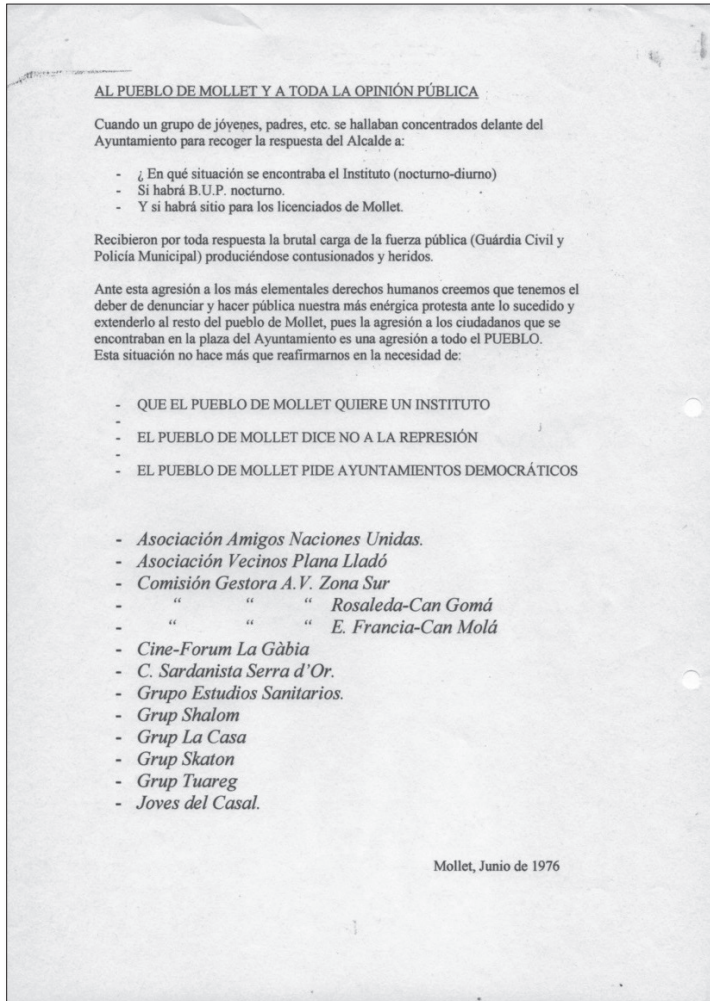 AL PUEBLO DE MOLLET Y A TODA LA OPINIÓN PÚBLICA
Cuando un grupo de jóvenes, padres, etc. se hallaban concentrados delante del
Ayuntamiento para recoger la respuesta del Alcalde a:
- ¿ En qué situación se encontraba el Instituto (nocturno-diurno)
- Si habrá B.U.P. nocturno.
- Y si habrá sitio para los licenciados de Mollet.
Recibieron por toda respuesta la brutal carga de la fuerza pública (Guárdia Civil y
Policía Municipal) produciéndose contusionados y heridos.
Ante esta agresión a los más elementales derechos humanos creemos que tenemos el
deber de denunciar y hacer pública nuestra más enérgica protesta ante lo sucedido y
extenderlo al resto del pueblo de Mollet, pues la agresión a los ciudadanos que se
encontraban en la plaza del Ayuntamiento es una agresión a todo el PUEBLO.
Esta situación no hace más que reafirmarnos en la necesidad de:
- QUE EL PUEBLO DE MOLLET QUIERE UN INSTITUTO
-
- EL PUEBLO DE MOLLET DICE NO A LA REPRESIÓN
-
- EL PUEBLO DE MOLLET PIDE AYUNTAMIENTOS DEMOCRÁTICOS
- Asociación Amigos Naciones Unidas.
- Asociación Vecinos Plana Lladó
- Comisión Gestora A.V. Zona Sur
- “ “ “ Rosaleda-Can Gomá
- “ “ “ E. Francia-Can Molá
- Cine-Forum La Gàbia
- C. Sardanista Serra d’Or.
- Grupo Estudios Sanitarios.
- Grup Shalom
- Grup La Casa
- Grup Skaton
- Grup Tuareg
- Joves del Casal.
Mollet, Junio de 1976